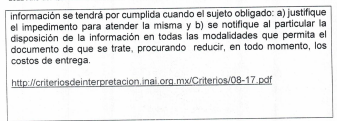 información se tendrá por cumplida cuando el sujeto obligado: a) justifique
el impedimento para atender la misma y b) se notifique al particular la
disposición de la información en todas las modalidades que permita el
documento de que se trate, procurando reducir, en todo momento, los
costos de entrega.
http://criteriosdeinterpretacion.inai.org.mx/Criterios/08-17.pdf